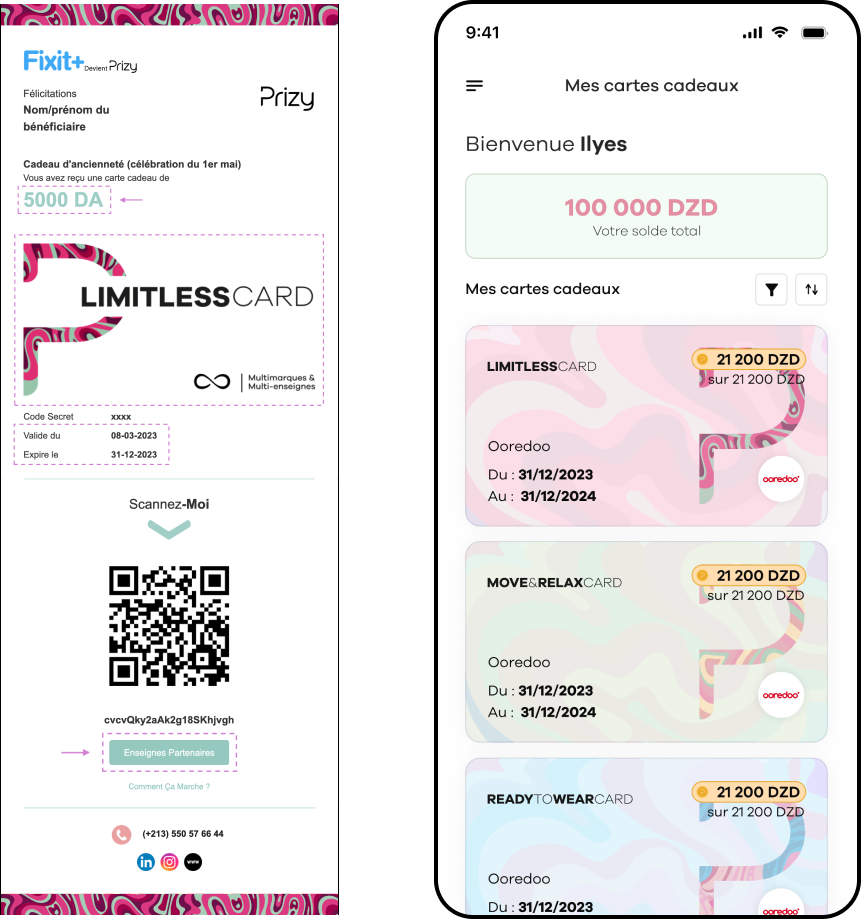 Fixit+ Devient Prizy
Félicitations
Nom/prénom du
bénéficiaire
Prizy
Cadeau d'ancienneté (célébration du 1er mai)
Vous avez reçu une carte cadeau de
5000 DA
LIMITLESSCARD
Multimarques &
Multi-enseignes
Code Secret xxxx
Valide du 08-03-2023
Expire le 31-12-2023
Scannez-Moi
cvcvQky2aAk2g18SKhjvgh
Enseignes Partenaires
Comment Ça Marche ?
(+213) 550 57 66 44
in
www
9:41
Mes cartes cadeaux
Bienvenue Ilyes
100 000 DZD
Votre solde total
Mes cartes cadeaux
LIMITLESSCARD
21 200 DZD
sur 21 200 DZD
Ooredoo
Du : 31/12/2023
Au : 31/12/2024
ooredoo
MOVE&RELAXCARD
21 200 DZD
sur 21 200 DZD
Ooredoo
Du : 31/12/2023
Au : 31/12/2024
ooredoo
READYTOWEARCARD
21 200 DZD
sur 21 200 DZD
Ooredoo
Du : 31/12/2023
ooredoo